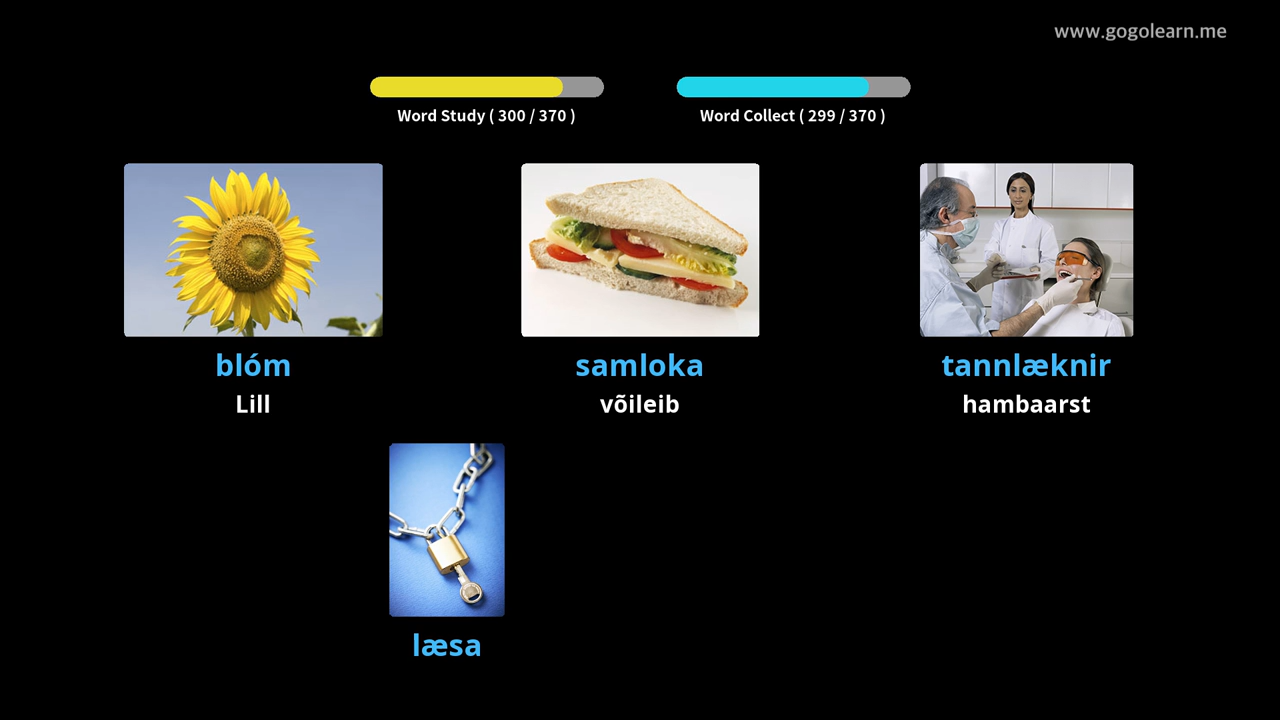 www.gogolearn.me
Word Study ( 300 / 370 )
Word Collect ( 299 / 370 )
blóm
Lill
samloka
võileib
tannlæknir
hambaarst
læsa